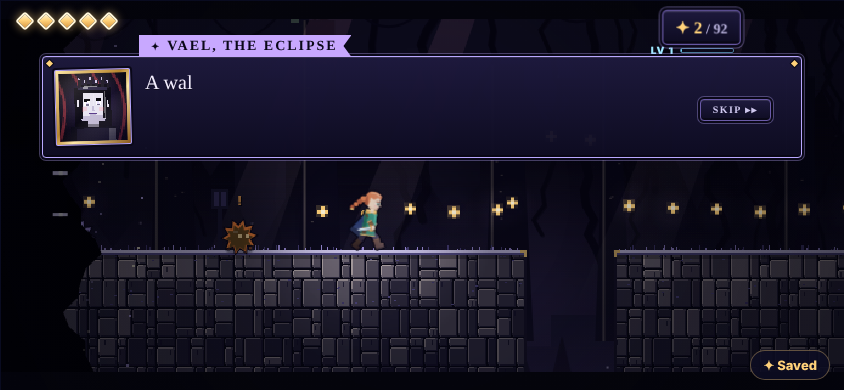 ✦ 2 / 92
✦ VAEL, THE ECLIPSE
LV 1
A wal
SKIP ▸▸
!
✦ Saved